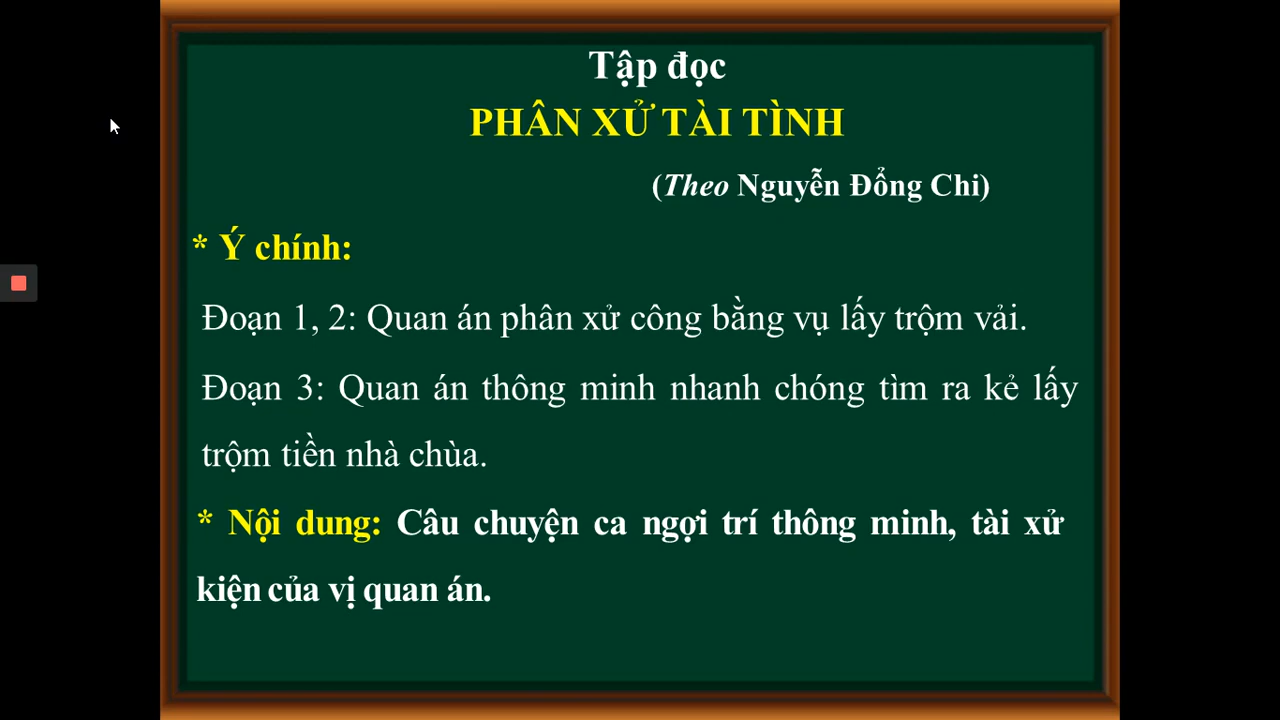 Tập đọc
PHÂN XỬ TÀI TÌNH
(Theo Nguyễn Đổng Chi)
* Ý chính:
Đoạn 1, 2: Quan án phân xử công bằng vụ lấy trộm vải.
Đoạn 3: Quan án thông minh nhanh chóng tìm ra kẻ lấy
trộm tiền nhà chùa.
* Nội dung: Câu chuyện ca ngợi trí thông minh, tài xử
kiện của vị quan án.